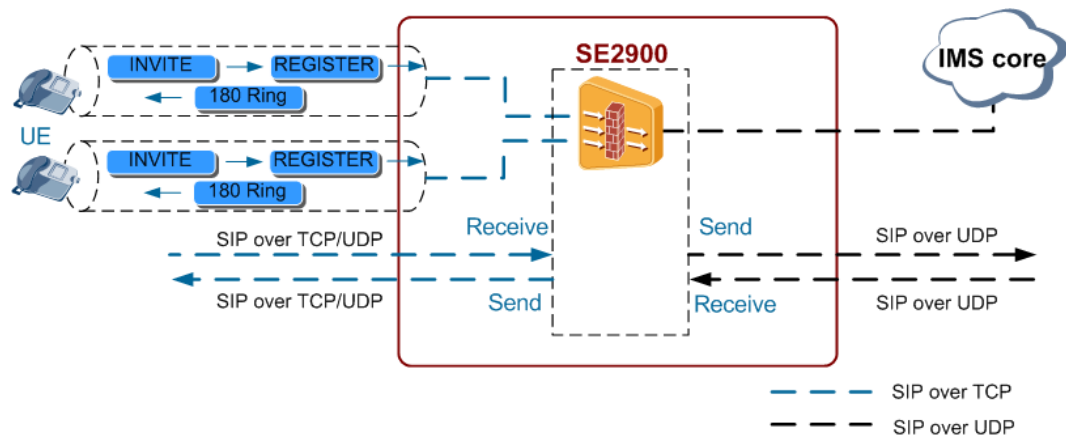 SE2900
IMS core
INVITE
REGISTER
180 Ring
UE
INVITE
REGISTER
180 Ring
Receive
Send
SIP over TCP/UDP
SIP over UDP
SIP over TCP/UDP
Send
Receive
SIP over UDP
SIP over TCP
SIP over UDP